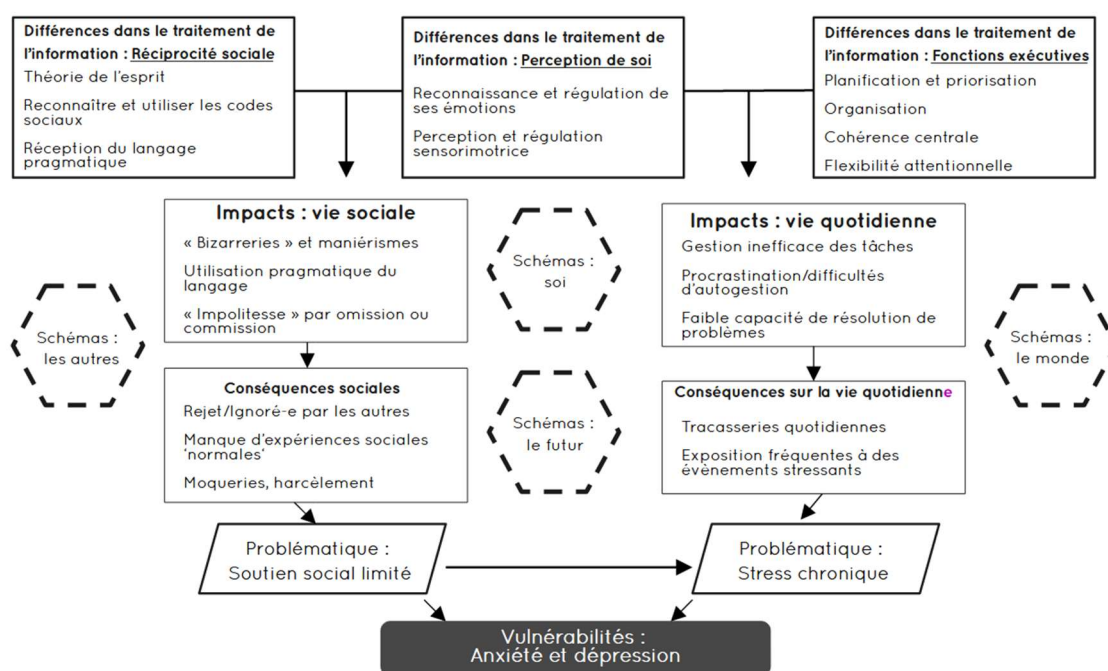 Différences dans le traitement de
l'information : Réciprocité sociale
Théorie de l'esprit
Reconnaître et utiliser les codes
sociaux
Réception du langage
pragmatique
Différences dans le traitement de
l'information : Perception de soi
Reconnaissance et régulation de
ses émotions
Perception et régulation
sensorimotrice
Différences dans le traitement de
l'information : Fonctions exécutives
Planification et priorisation
Organisation
Cohérence centrale
Flexibilité attentionnelle
Impacts : vie sociale
« Bizarreries » et maniérismes
Utilisation pragmatique du
langage
« Impolitesse » par omission ou
commission
Schémas :
soi
Impacts : vie quotidienne
Gestion inefficace des tâches
Procrastination/difficultés
d'autogestion
Faible capacité de résolution de
problèmes
Schémas :
les autres
Schémas :
le monde
Conséquences sociales
Rejet/Ignoré-e par les autres
Manque d'expériences sociales
'normales'
Moqueries, harcèlement
Schémas :
le futur
Conséquences sur la vie quotidienne
Tracasseries quotidiennes
Exposition fréquentes à des
évènements stressants
Problématique :
Soutien social limité
Problématique :
Stress chronique
Vulnérabilités :
Anxiété et dépression